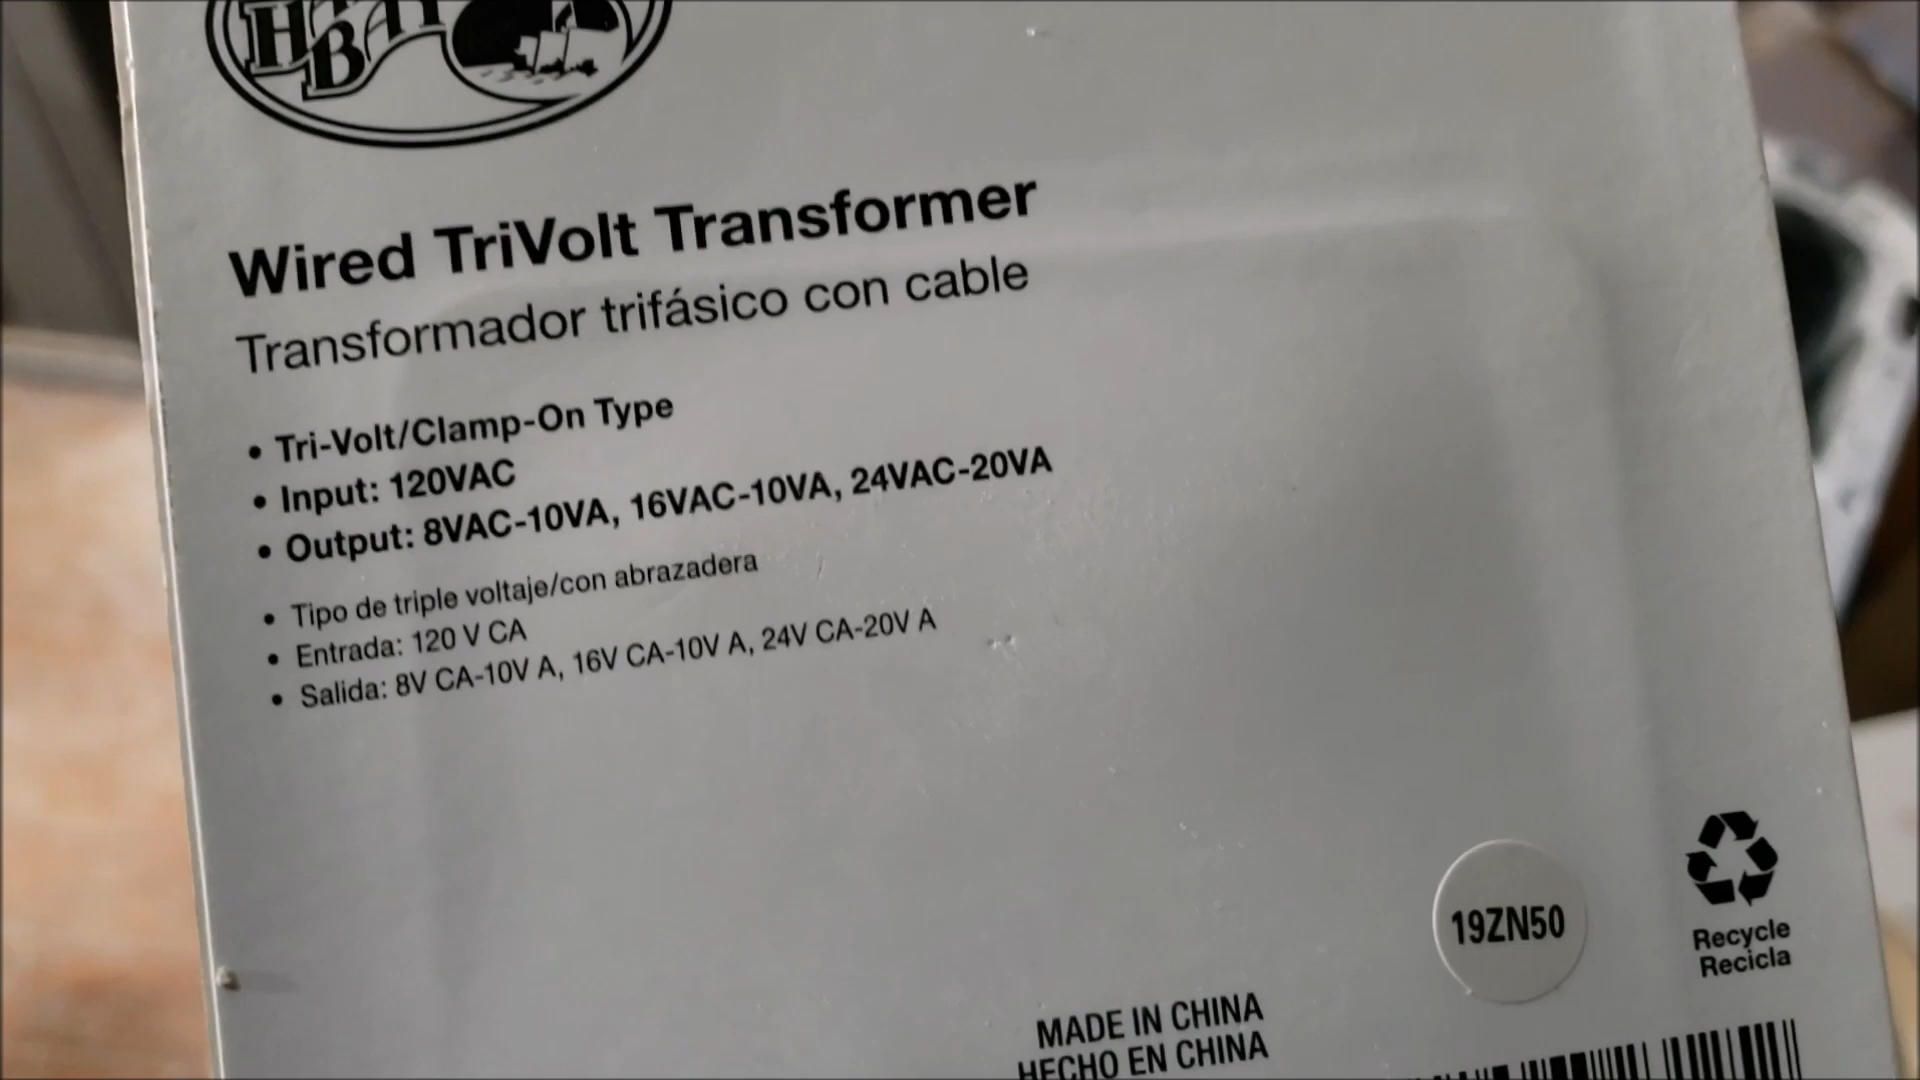 Wired TriVolt Transformer
Transformador trifásico con cable
• Tri-Volt/Clamp-On Type
• Input: 120VAC
• Output: 8VAC-10VA, 16VAC-10VA, 24VAC-20VA
• Tipo de triple voltaje/con abrazadera
• Entrada: 120 V CA
• Salida: 8V CA-10V A, 16V CA-10V A, 24V CA-20V A
19ZN50
Recycle
Recicla
MADE IN CHINA
HECHO EN CHINA